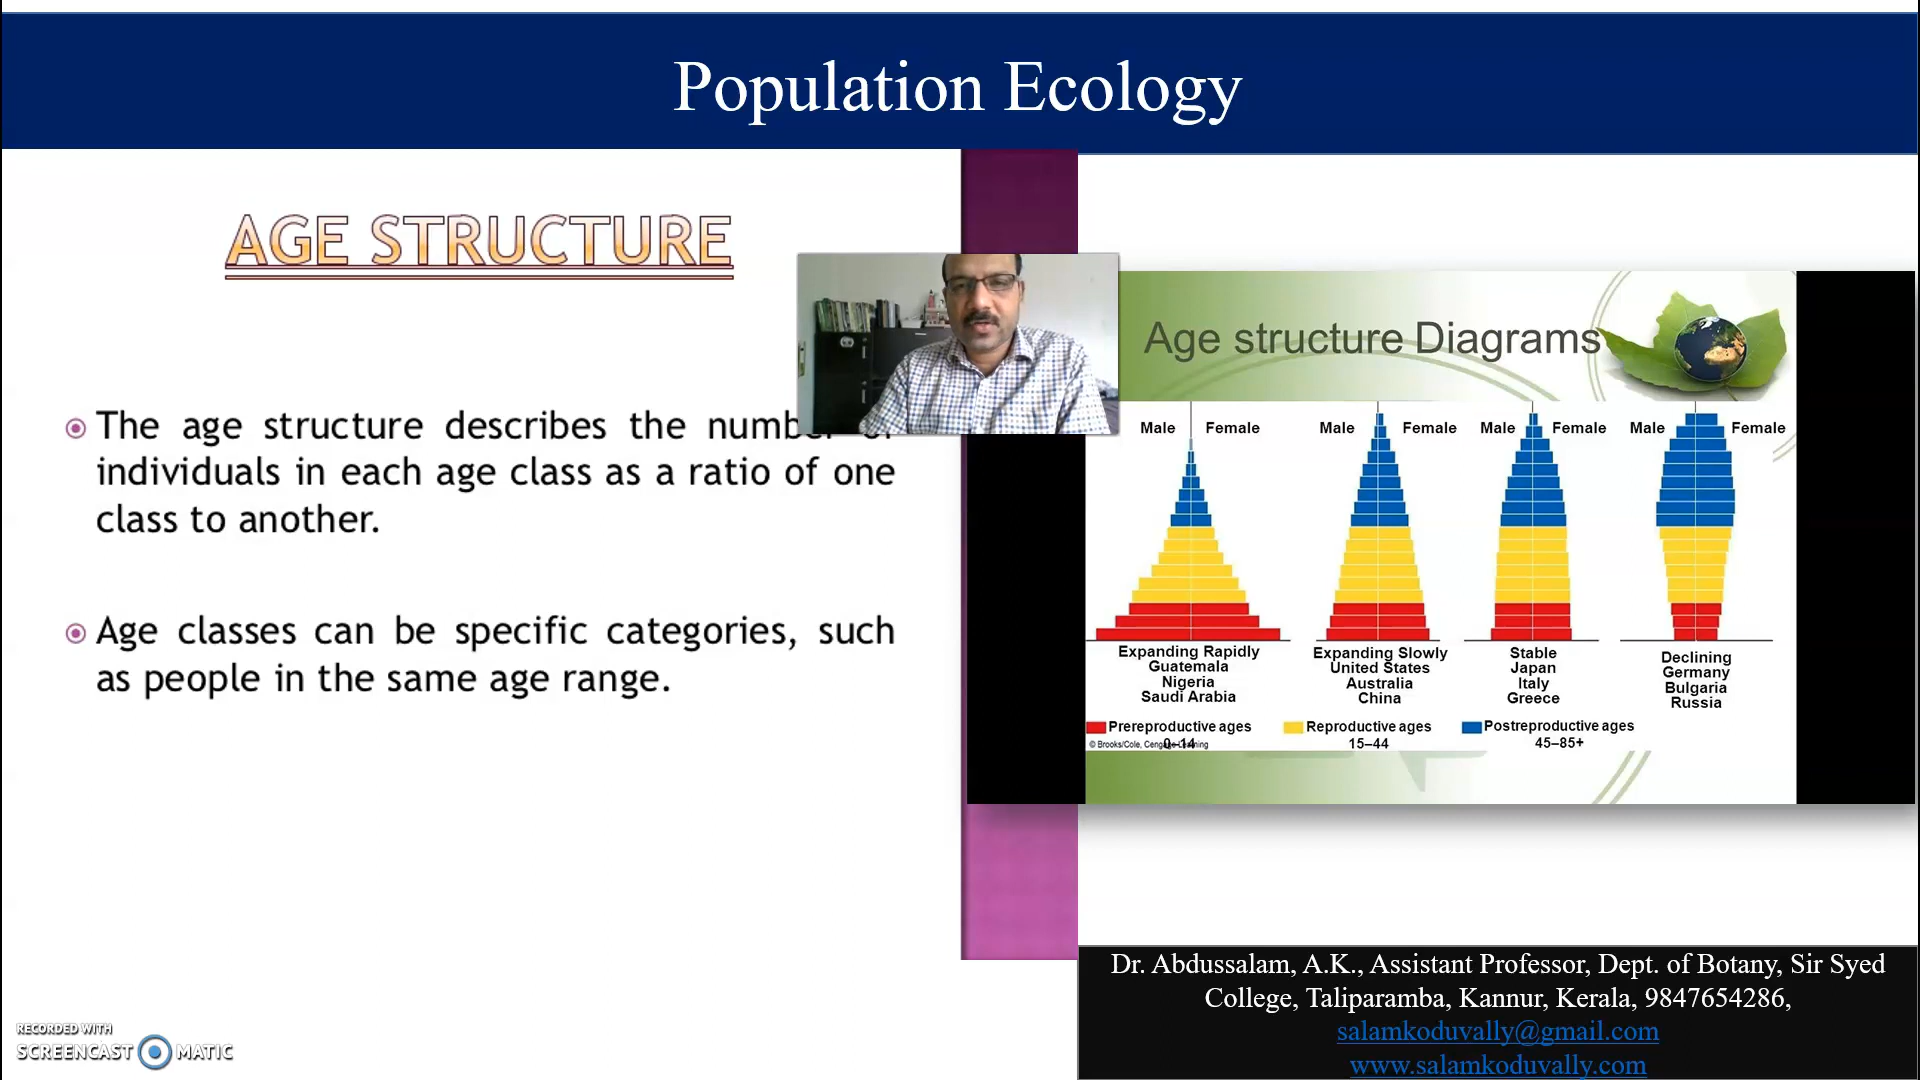 Population Ecology
AGE STRUCTURE
The age structure describes the number of
individuals in each age class as a ratio of one
class to another.
Age classes can be specific categories, such
as people in the same age range.
Age structure Diagrams
Male Female Male Female Male Female Male Female
Expanding Rapidly
Guatemala
Nigeria
Saudi Arabia
Expanding Slowly
United States
Australia
China
Stable
Japan
Italy
Greece
Declining
Germany
Bulgaria
Russia
Prereproductive ages
0–14
Reproductive ages
15–44
Postreproductive ages
45–85+
© Brooks/Cole, Cengage Learning
Dr. Abdussalam, A.K., Assistant Professor, Dept. of Botany, Sir Syed
College, Taliparamba, Kannur, Kerala, 9847654286,
salamkoduvally@gmail.com
www.salamkoduvally.com
RECORDED WITH
SCREENCAST MATIC